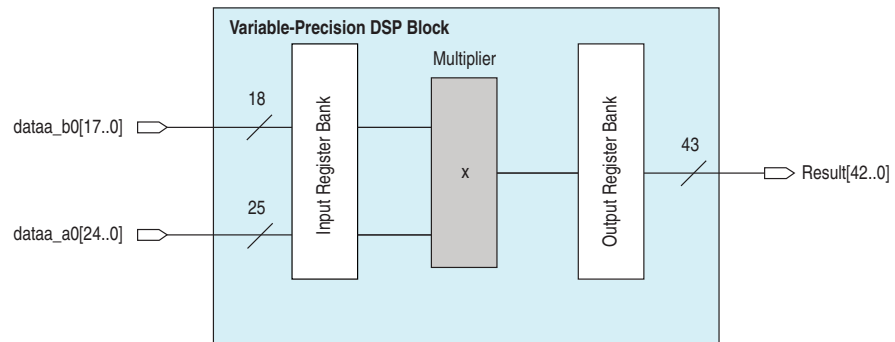 Variable-Precision DSP Block
Multiplier
18
dataa_b0[17..0]
Input Register Bank
x
Output Register Bank
43
Result[42..0]
25
dataa_a0[24..0]